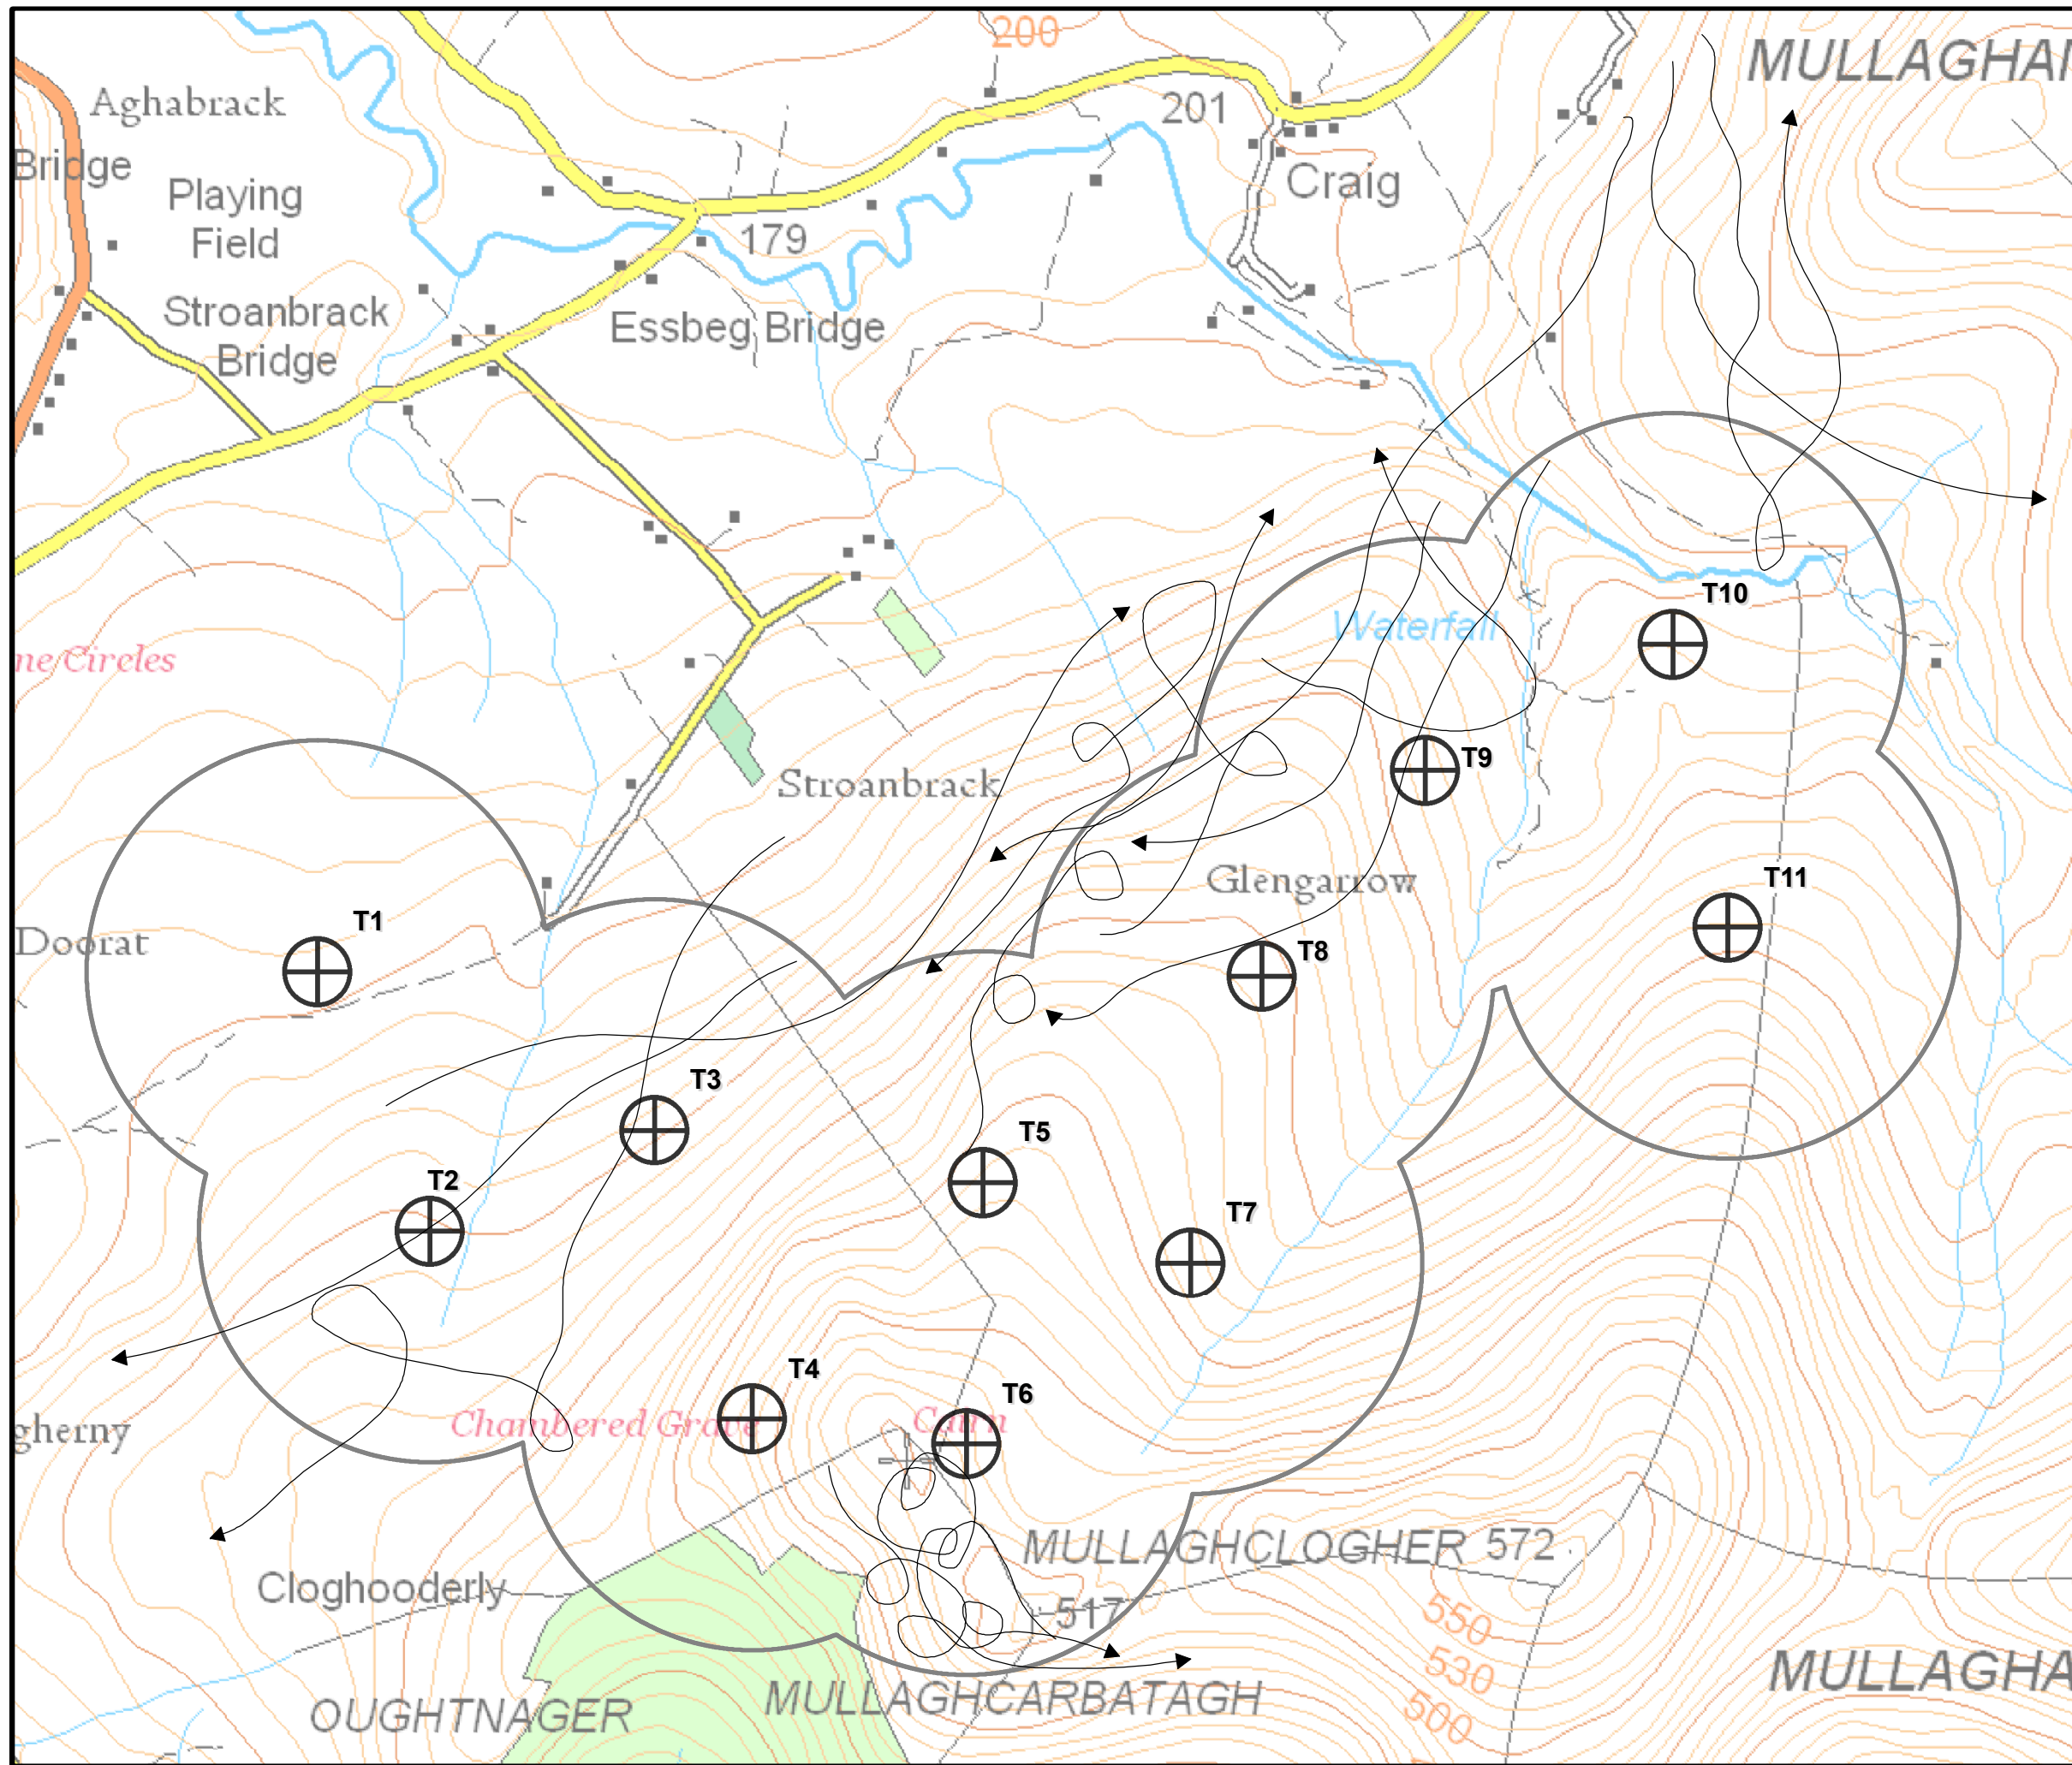 200
MULLAGHA
Aghabrack
201
Bridge
Craig
Playing
Field
179
Stroanbrack
Bridge
Essbeg Bridge
T10
Waterfall
ne Circles
T9
Stroanbrack
Glengarrow
T11
T1
Doorat
T8
T3
T5
T2
T7
T4
T6
Chambered Grave
Cairn
gherny
MULLAGHCLOGHER 572
Cloghooderly
517
550
530
500
MULLAGHA
MULLAGHCARBATAGH
OUGHTNAGER